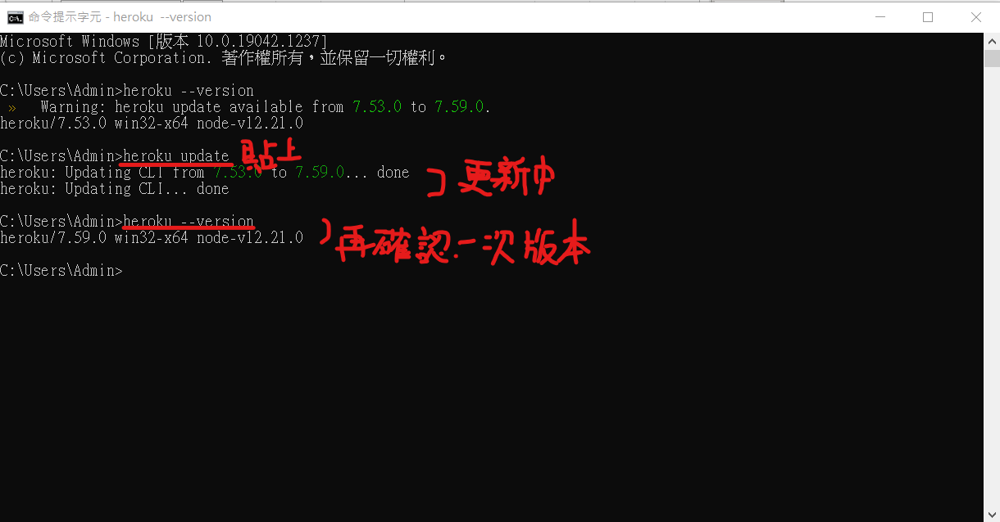 命令提示字元 - heroku  --version
Microsoft Windows [版本 10.0.19042.1237]
(c) Microsoft Corporation. 著作權所有，並保留一切權利。
C:\Users\Admin>heroku --version
»   Warning: heroku update available from 7.53.0 to 7.59.0.
heroku/7.53.0 win32-x64 node-v12.21.0
C:\Users\Admin>heroku update 貼上
heroku: Updating CLI from 7.53.0 to 7.59.0... done
更新中
heroku: Updating CLI... done
C:\Users\Admin>heroku --version
heroku/7.59.0 win32-x64 node-v12.21.0
再確認一次版本
C:\Users\Admin>